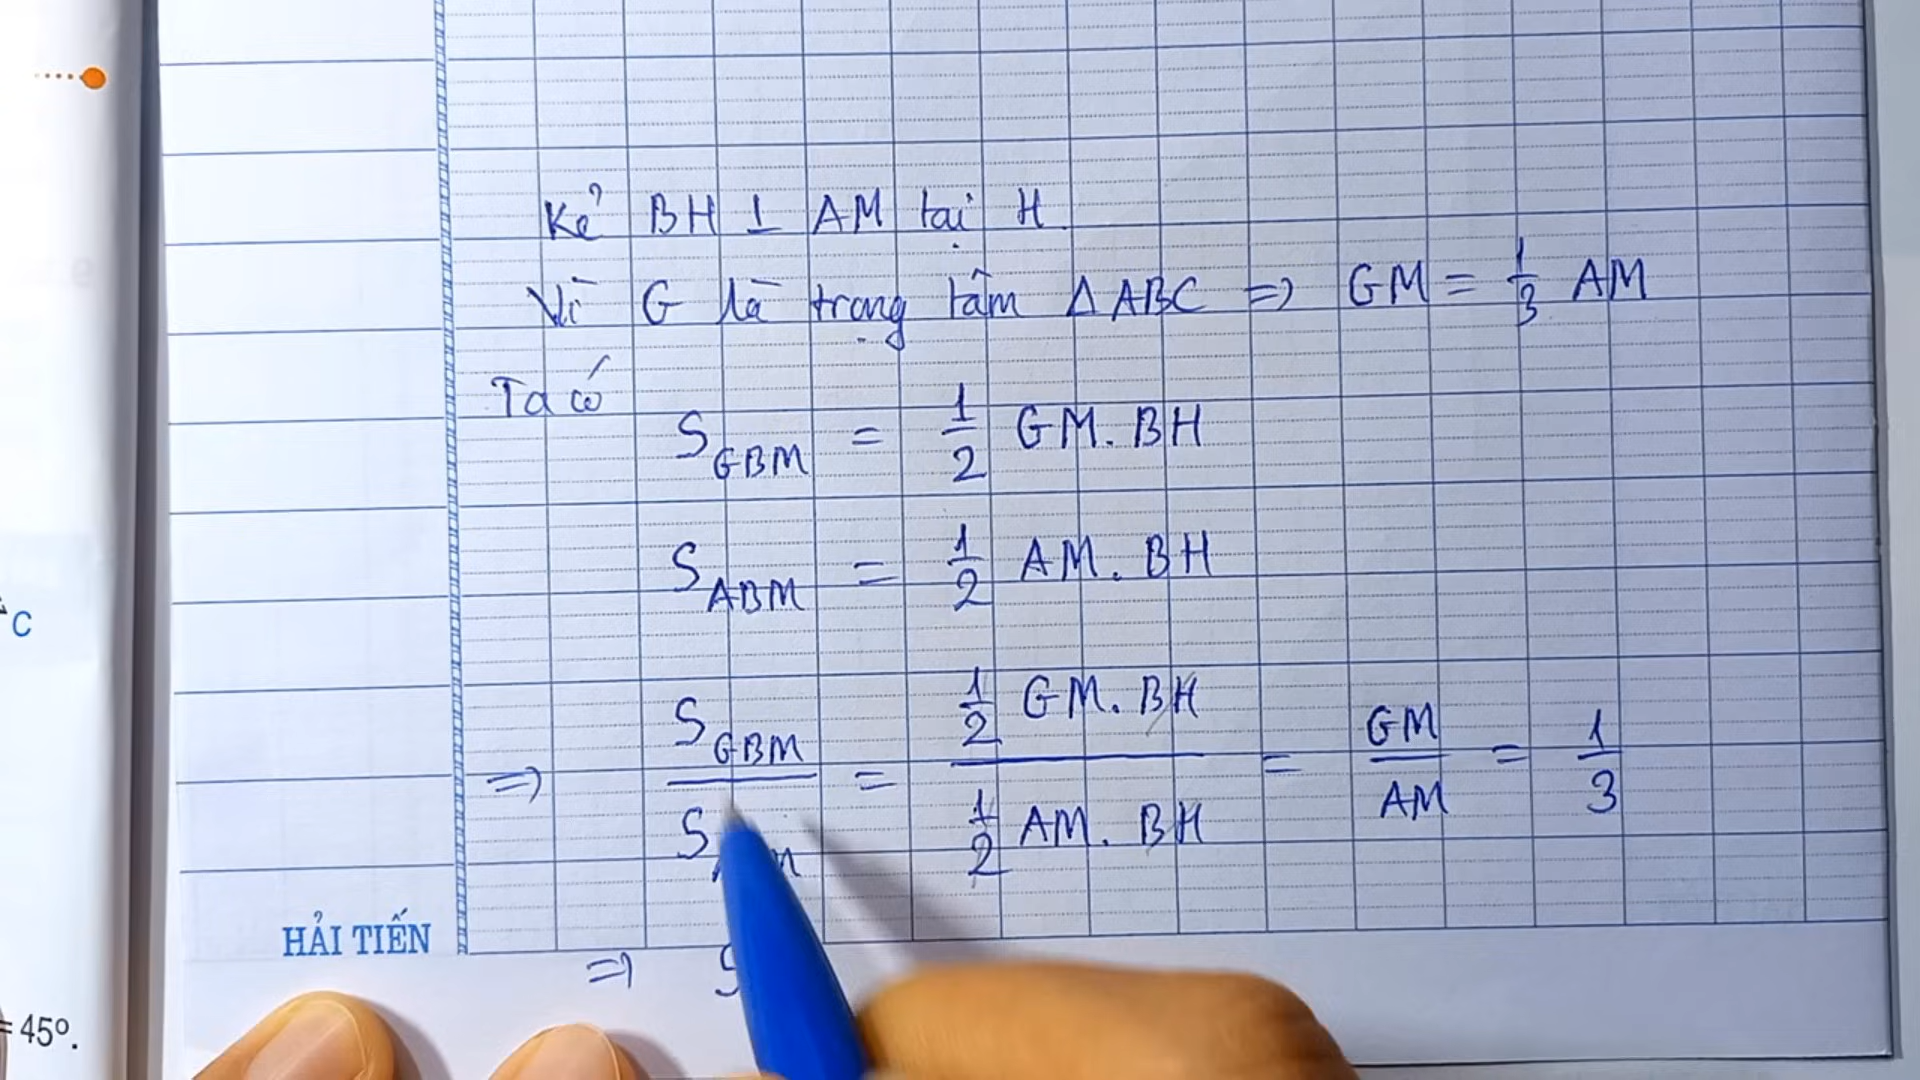 Kẻ BH ⊥ AM tại H.
Vì G là trọng tâm Δ ABC => GM = 1/3 AM
Ta có
S_GBM = 1/2 GM. BH
S_ABM = 1/2 AM. BH
=> S_GBM / S = (1/2 GM. BH) / (1/2 AM. BH) = GM/AM = 1/3
HẢI TIẾN
=> S
C
= 45º.